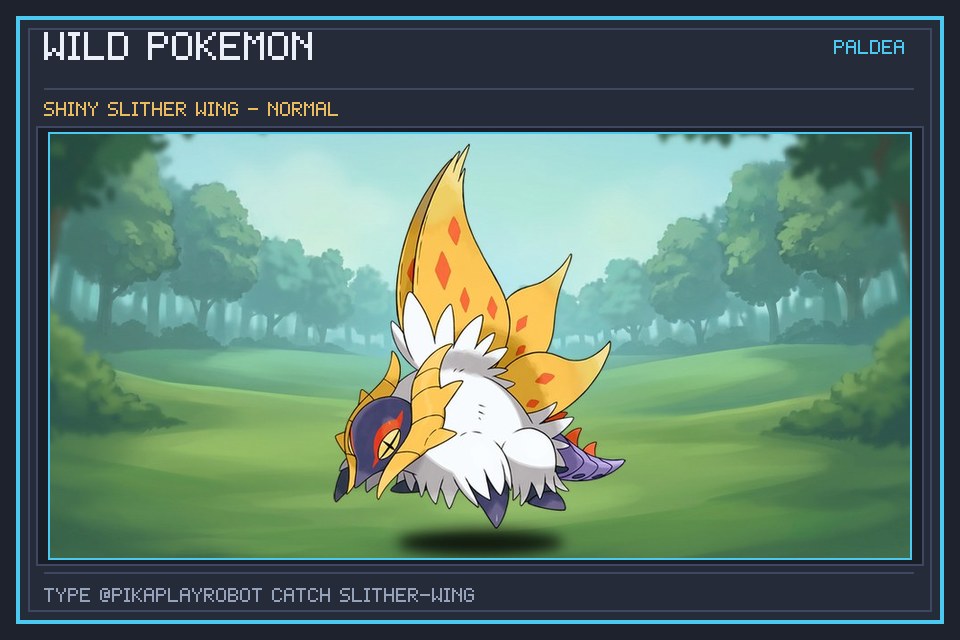 WILD POKEMON
PALDEA
SHINY SLITHER WING - NORMAL
TYPE @PIKAPLAYROBOT CATCH SLITHER-WING